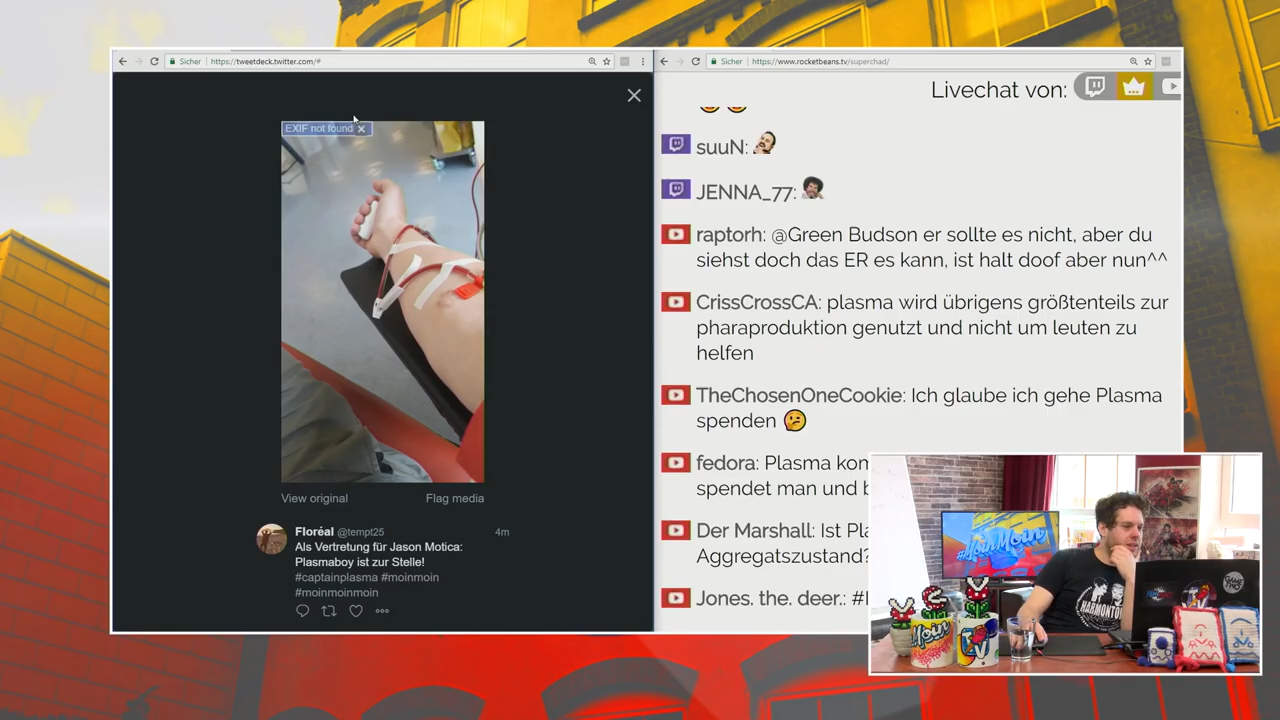 Sicher
https://tweetdeck.twitter.com/#
Sicher
https://www.rocketbeans.tv/superchad/
EXIF not found
View original
Flag media
Floréal @tempt25
4m
Als Vertretung für Jason Motica:
Plasmaboy ist zur Stelle!
#captainplasma #moinmoin
#moinmoinmoin
Livechat von:
suuN:
JENNA_77:
raptorh: @Green Budson er sollte es nicht, aber du
siehst doch das ER es kann, ist halt doof aber nun^^
CrissCrossCA: plasma wird übrigens größtenteils zur
pharaproduktion genutzt und nicht um leuten zu
helfen
TheChosenOneCookie: Ich glaube ich gehe Plasma
spenden
fedora: Plasma kon
spendet man und
Der Marshall: Ist Pla
Aggregatszustand?
Jones. the. deer.:
#MoinMoin
HARMONTOWN
Moin